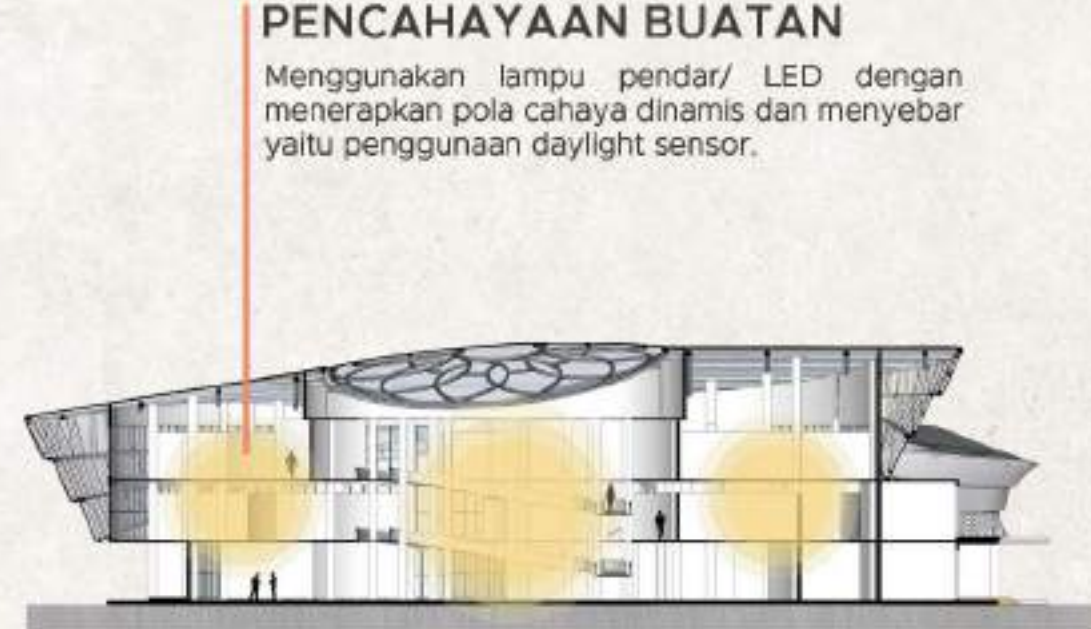 PENCAHAYAAN BUATAN
Menggunakan lampu pendar/ LED dengan
menerapkan pola cahaya dinamis dan menyebar
yaitu penggunaan daylight sensor.